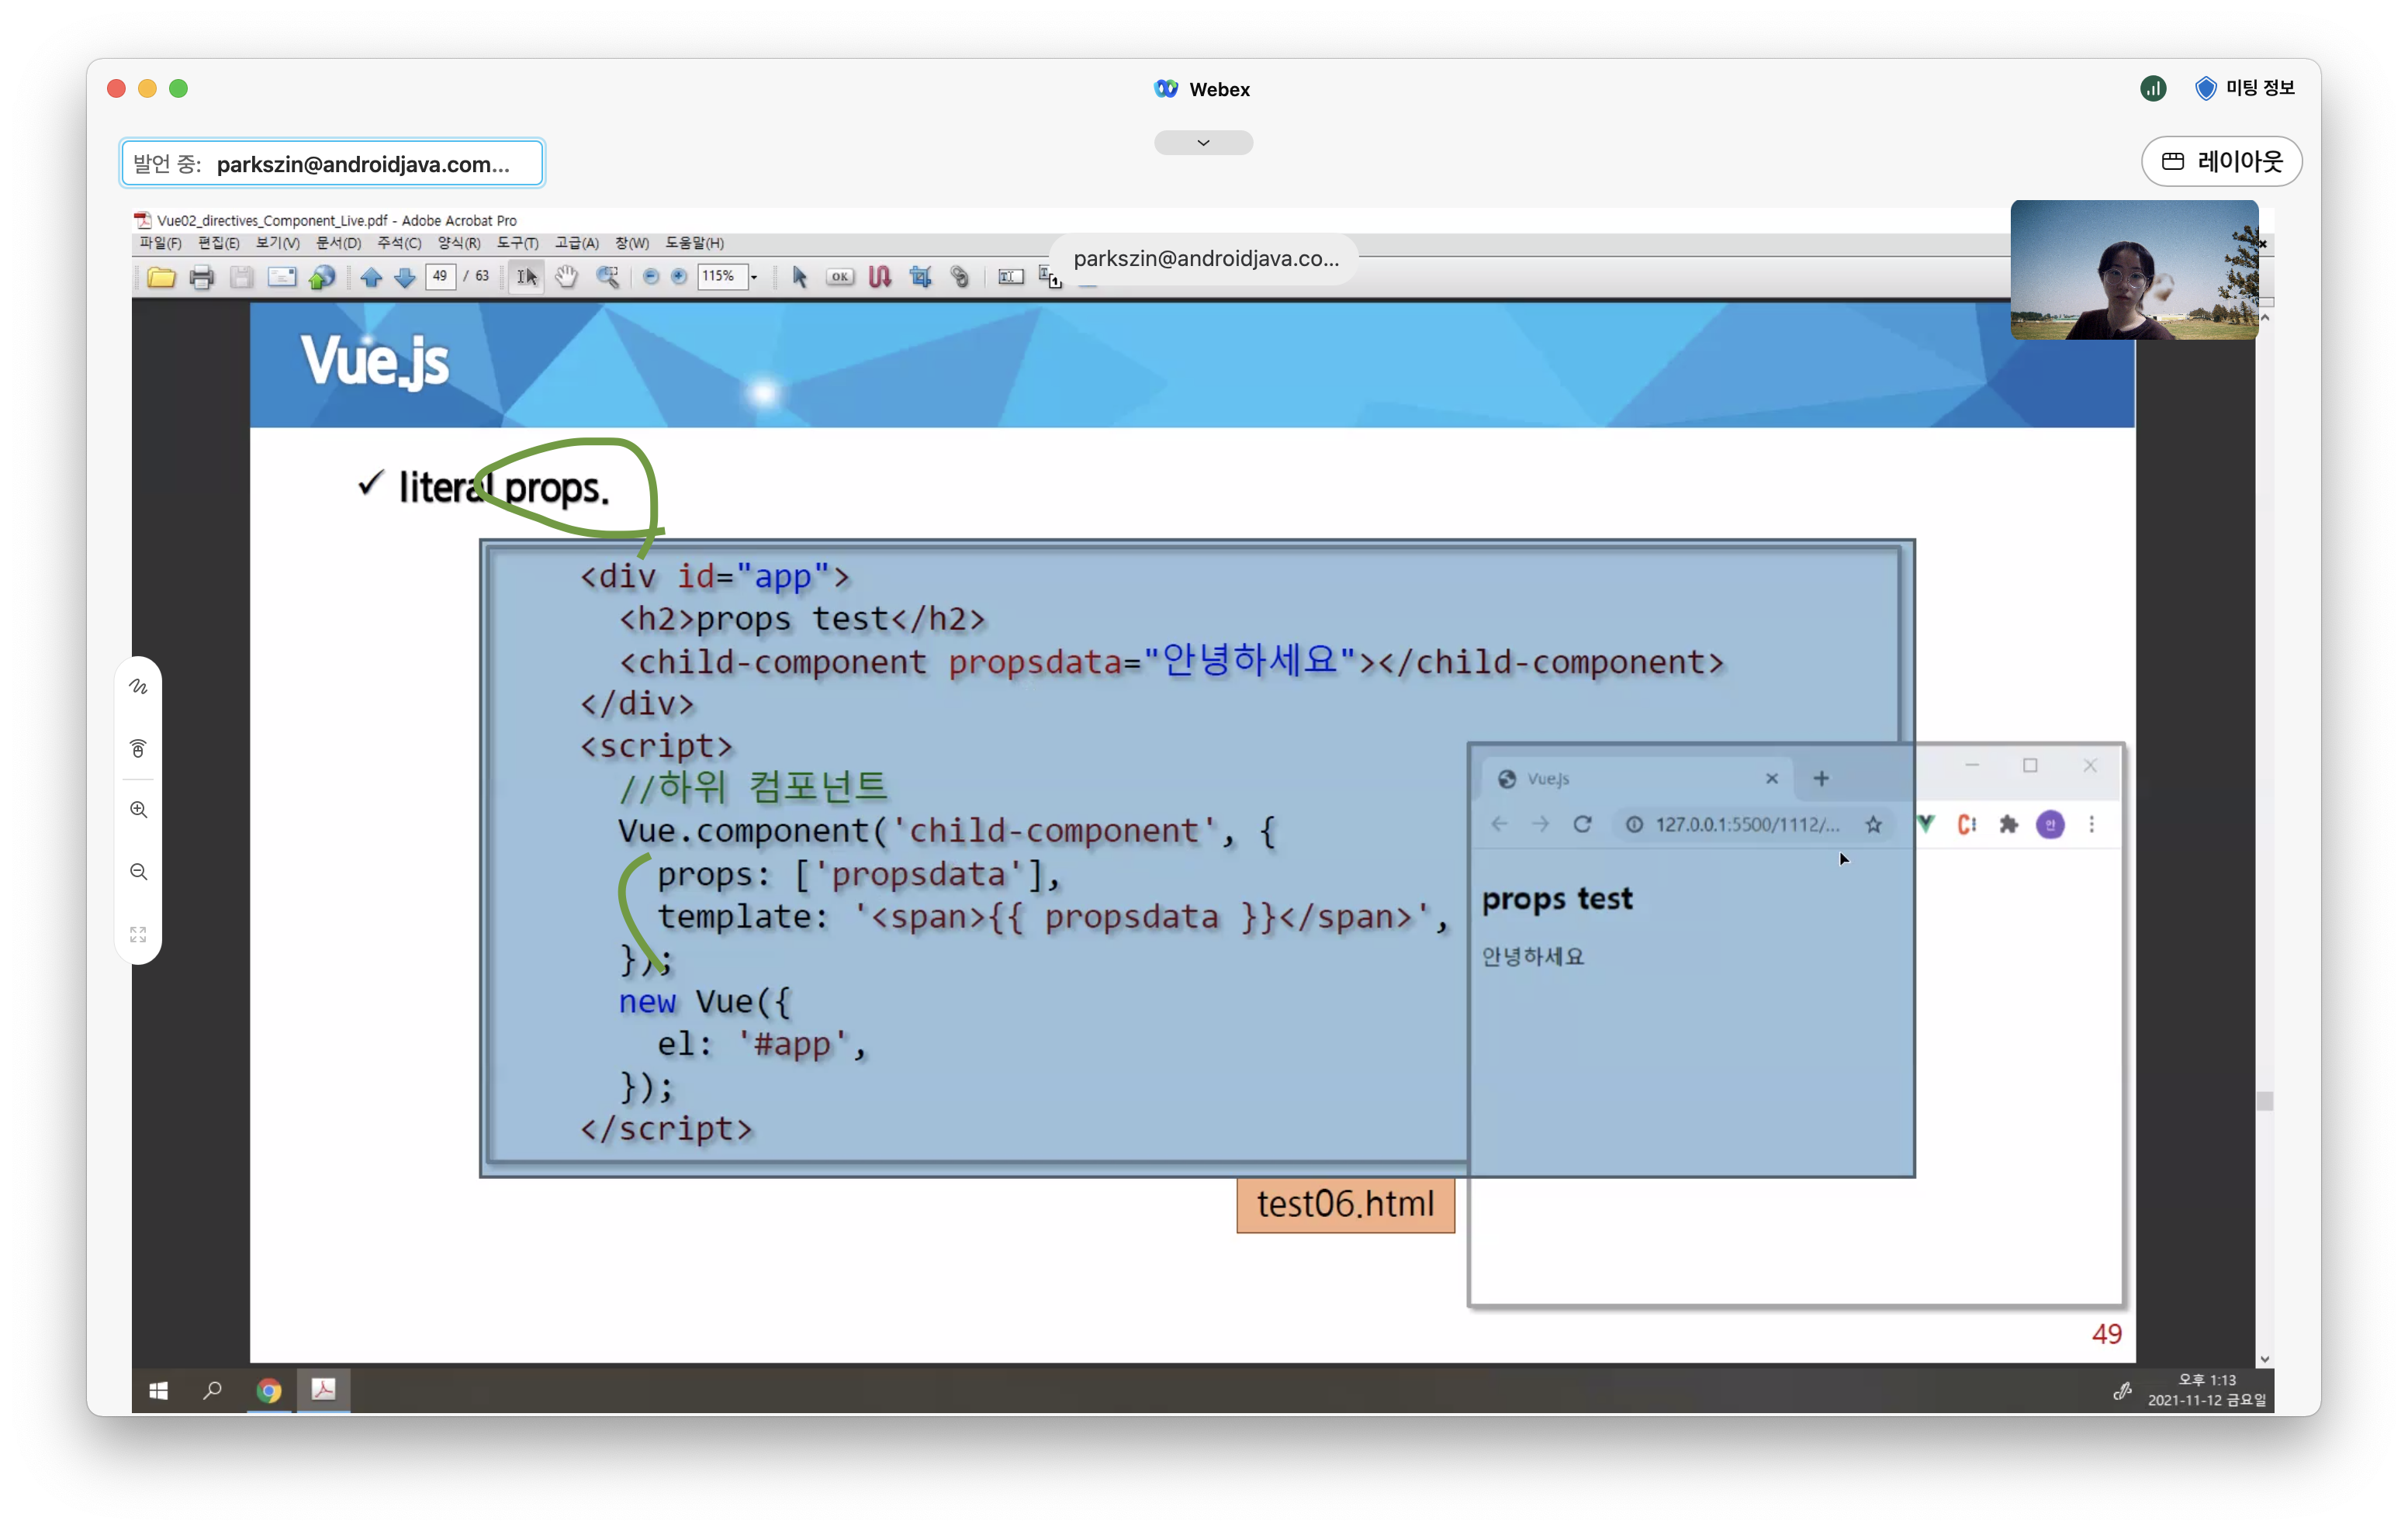 Webex
미팅 정보
발언 중: parkszin@androidjava.com...
레이아웃
Vue02_directives_Component_Live.pdf - Adobe Acrobat Pro
파일(F) 편집(E) 보기(V) 문서(D) 주석(C) 양식(R) 도구(T) 고급(A) 창(W) 도움말(H)
parkszin@androidjava.co...
49 / 63 115% OK
Vue.js
✓ literal props.
<div id="app">
<h2>props test</h2>
<child-component propsdata="안녕하세요"></child-component>
</div>
<script>
//하위 컴포넌트
Vue.component('child-component', {
props: ['propsdata'],
template: '<span>{{ propsdata }}</span>',
});
new Vue({
el: '#app',
});
</script>
VueJs
127.0.0.1:5500/1112/...
안
props test
안녕하세요
test06.html
49
오후 1:13
2021-11-12 금요일